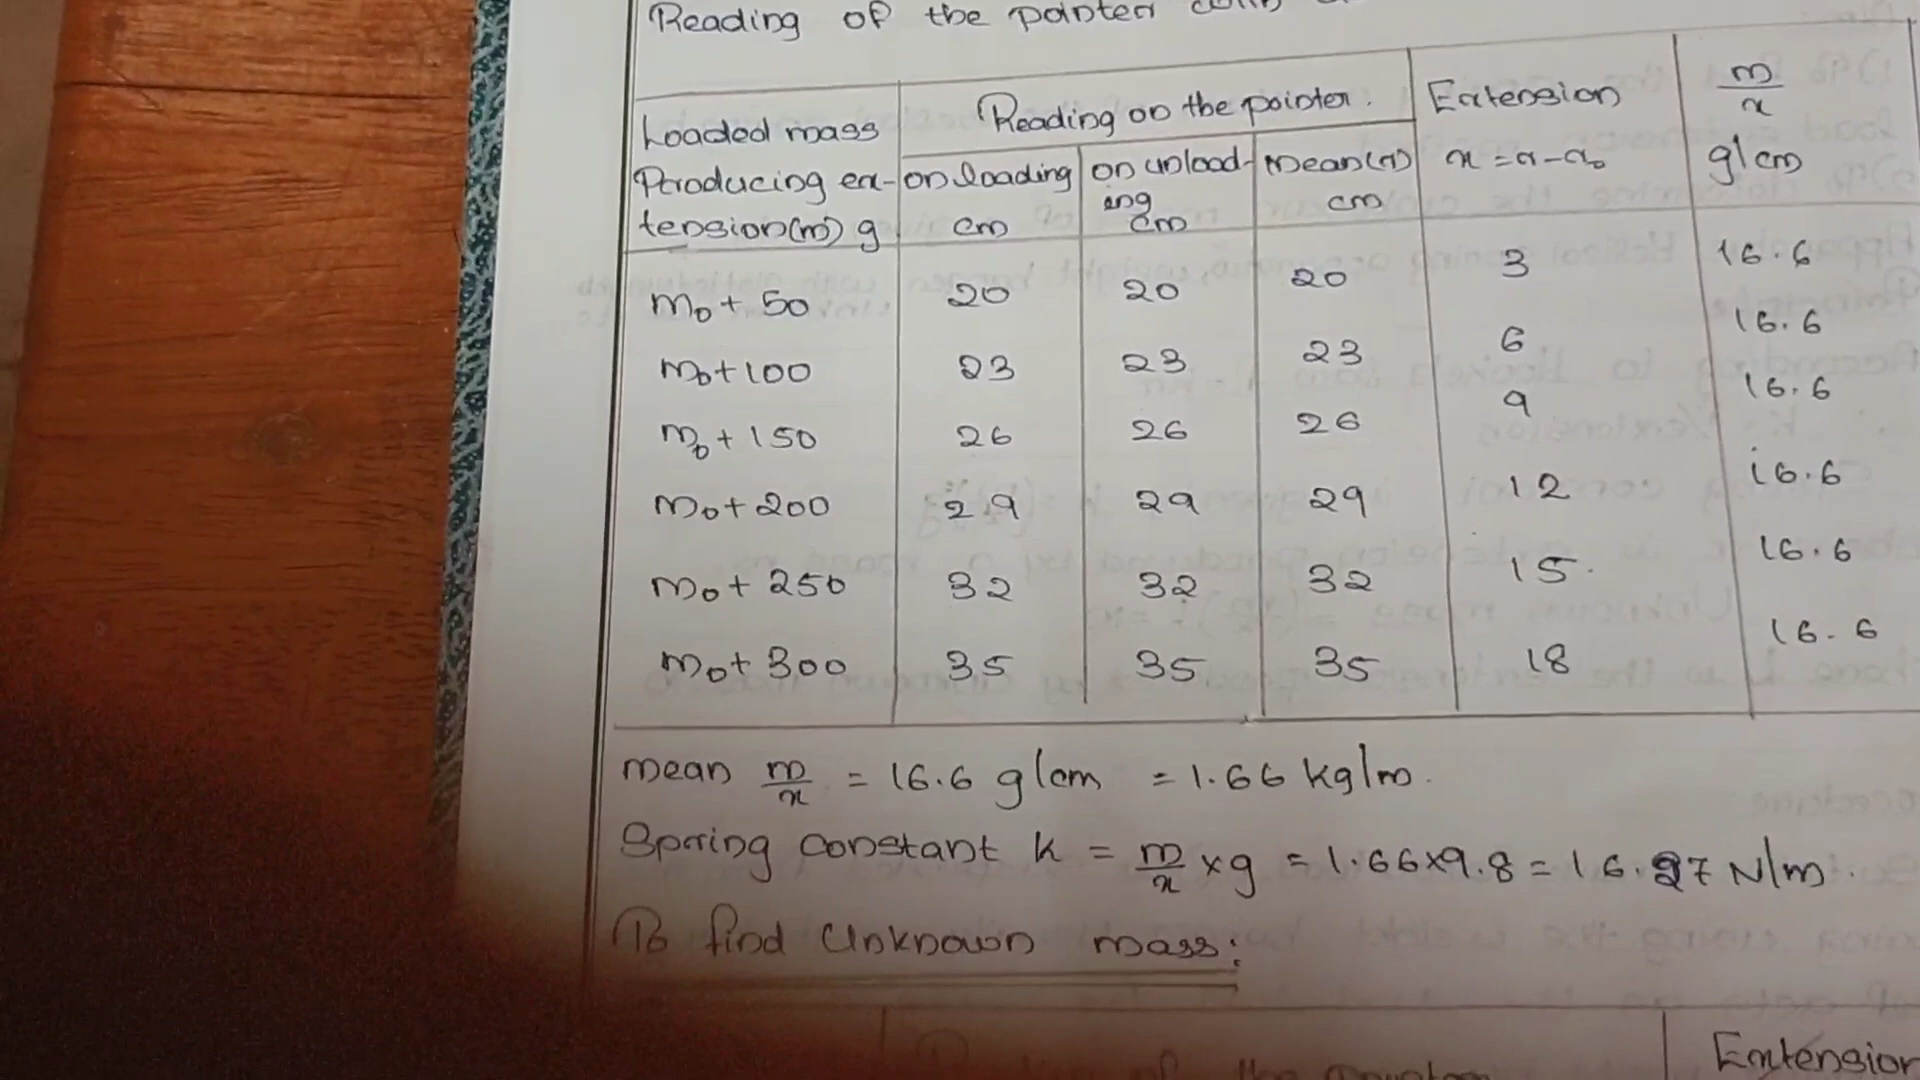 Reading of the pointer
Loaded mass Producing ex-tension(m) g | Reading on the pointer. | Extension x = a - a₀ | m/x g/cm
on loading cm | on unload-ing cm | Mean(a) cm
m₀ + 50 | 20 | 20 | 20 | 3 | 16.6
m₀ + 100 | 23 | 23 | 23 | 6 | 16.6
m₀ + 150 | 26 | 26 | 26 | 9 | 16.6
m₀ + 200 | 29 | 29 | 29 | 12 | 16.6
m₀ + 250 | 32 | 32 | 32 | 15. | 16.6
m₀ + 300 | 35 | 35 | 35 | 18 | 16.6
mean m/x = 16.6 g/cm = 1.66 kg/m.
Spring constant k = m/x × g = 1.66×9.8 = 16.27 N/m.
To find Unknown mass:
Extension